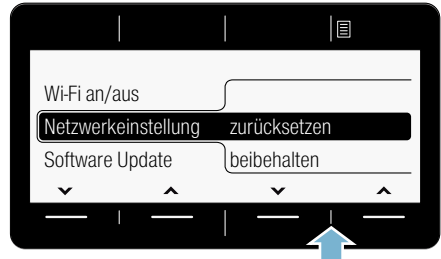 Wi-Fi an/aus
Netzwerkeinstellung zurücksetzen
Software Update beibehalten